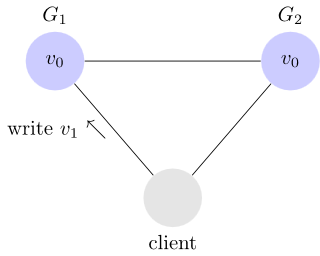 G₁ G₂
v₀ v₀
write v₁
client